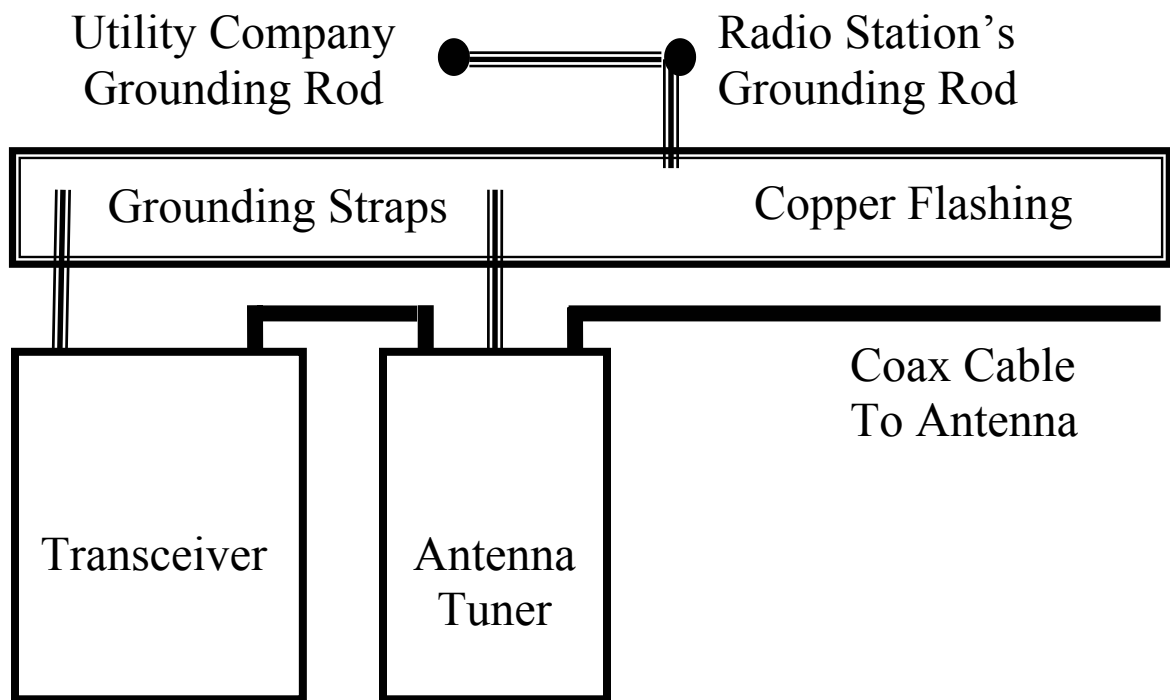 Utility Company
Grounding Rod
Radio Station's
Grounding Rod
Grounding Straps
Copper Flashing
Coax Cable
To Antenna
Transceiver
Antenna
Tuner